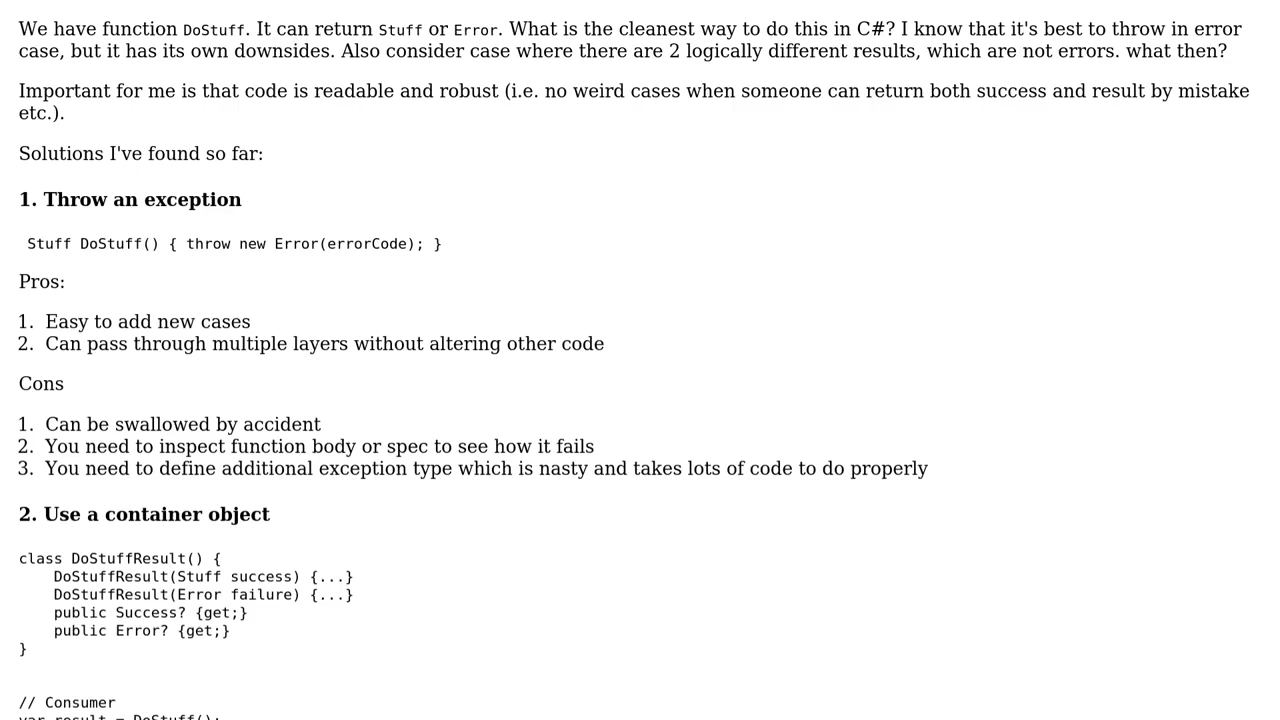 We have function DoStuff. It can return Stuff or Error. What is the cleanest way to do this in C#? I know that it's best to throw in error
case, but it has its own downsides. Also consider case where there are 2 logically different results, which are not errors. what then?
Important for me is that code is readable and robust (i.e. no weird cases when someone can return both success and result by mistake
etc.).
Solutions I've found so far:
1. Throw an exception
Stuff DoStuff() { throw new Error(errorCode); }
Pros:
1. Easy to add new cases
2. Can pass through multiple layers without altering other code
Cons
1. Can be swallowed by accident
2. You need to inspect function body or spec to see how it fails
3. You need to define additional exception type which is nasty and takes lots of code to do properly
2. Use a container object
class DoStuffResult() {
    DoStuffResult(Stuff success) {...}
    DoStuffResult(Error failure) {...}
    public Success? {get;}
    public Error? {get;}
}
// Consumer
var result = DoStuff();